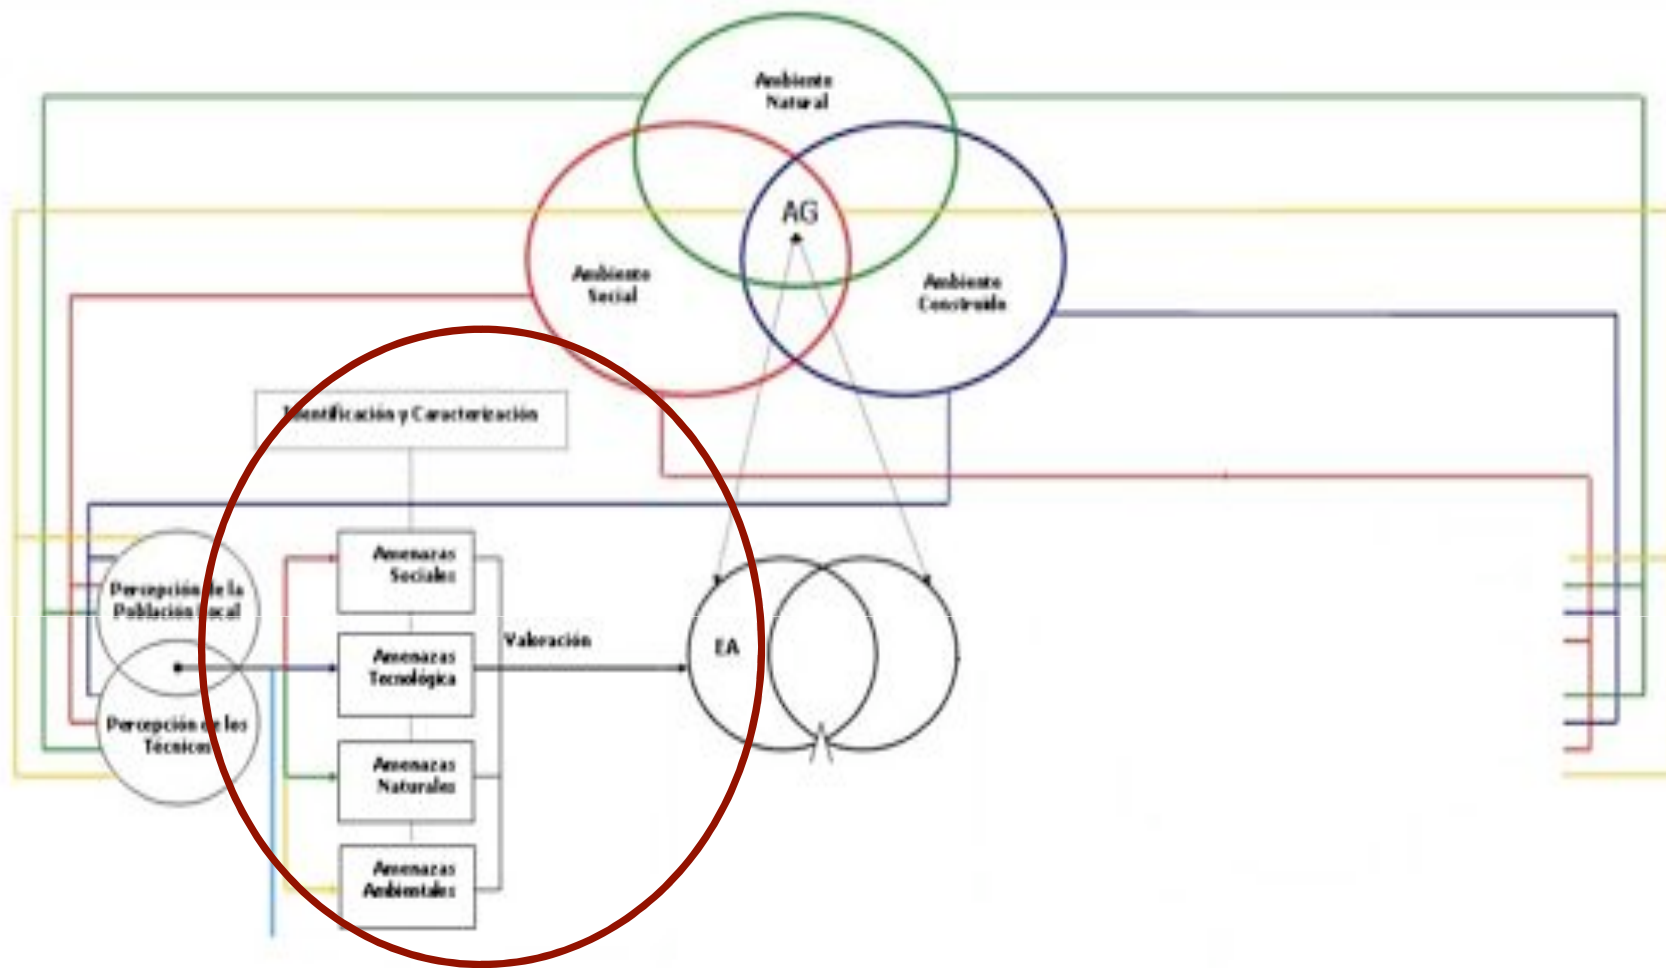 Ambiente
Natural
AG
Ambiente
Social
Ambiente
Construido
Identificación y Caracterización
Amenazas
Sociales
Percepción de la
Población Local
Valoración
EA
Amenazas
Tecnológica
Percepción de los
Técnicos
Amenazas
Naturales
Amenazas
Ambientales